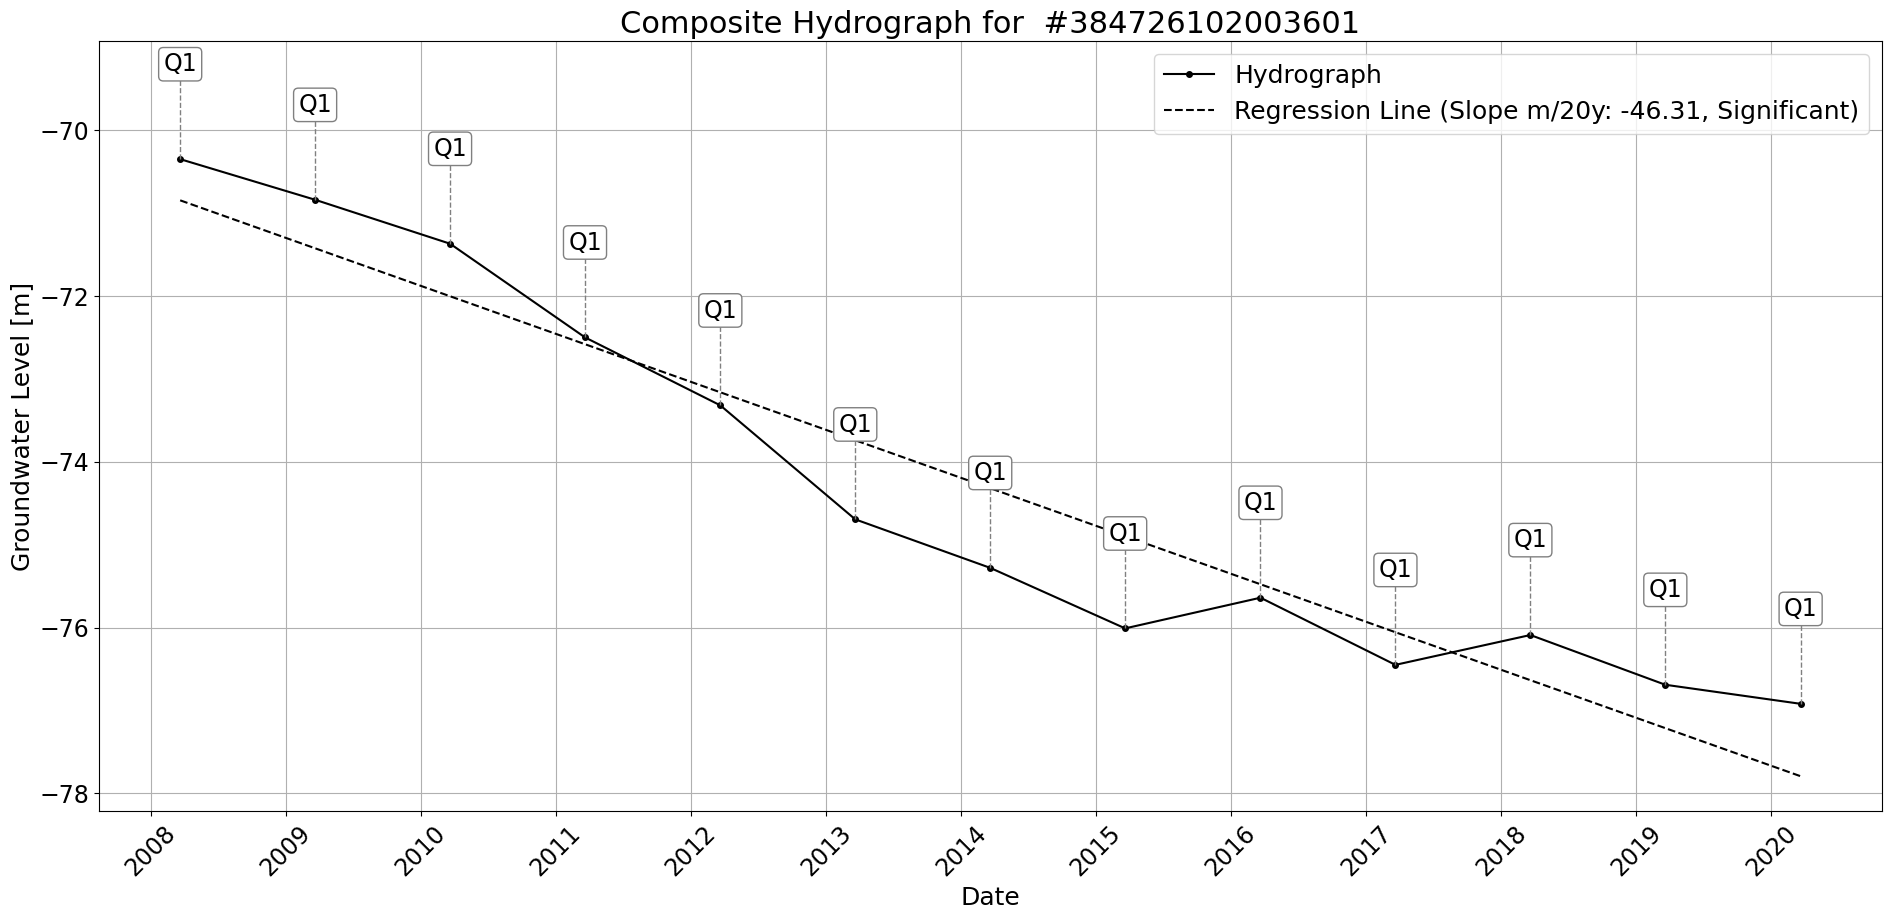 Composite Hydrograph for  #384726102003601
Hydrograph
Regression Line (Slope m/20y: -46.31, Significant)
Q1
Q1
Q1
Q1
Q1
Q1
Q1
Q1
Q1
Q1
Q1
Q1
Q1
Groundwater Level [m]
−70
−72
−74
−76
−78
2008
2009
2010
2011
2012
2013
2014
2015
2016
2017
2018
2019
2020
Date